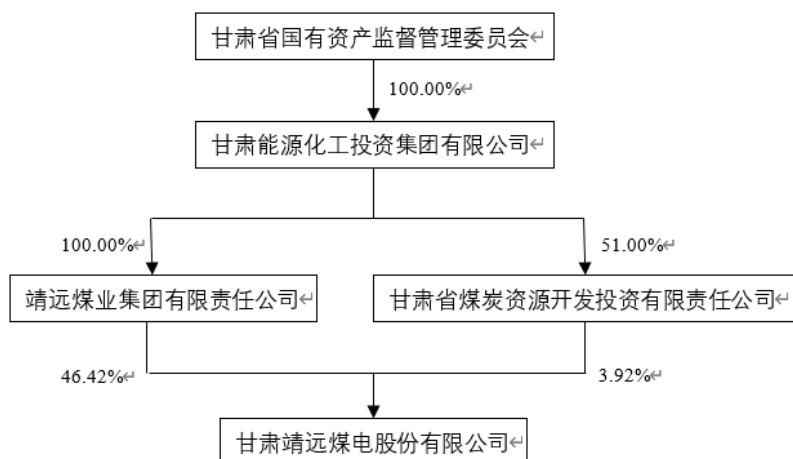 甘肃省国有资产监督管理委员会↵
100.00%↵
甘肃能源化工投资集团有限公司↵
100.00%↵
51.00%↵
靖远煤业集团有限责任公司↵
甘肃省煤炭资源开发投资有限责任公司↵
46.42%↵
3.92%↵
甘肃靖远煤电股份有限公司↵